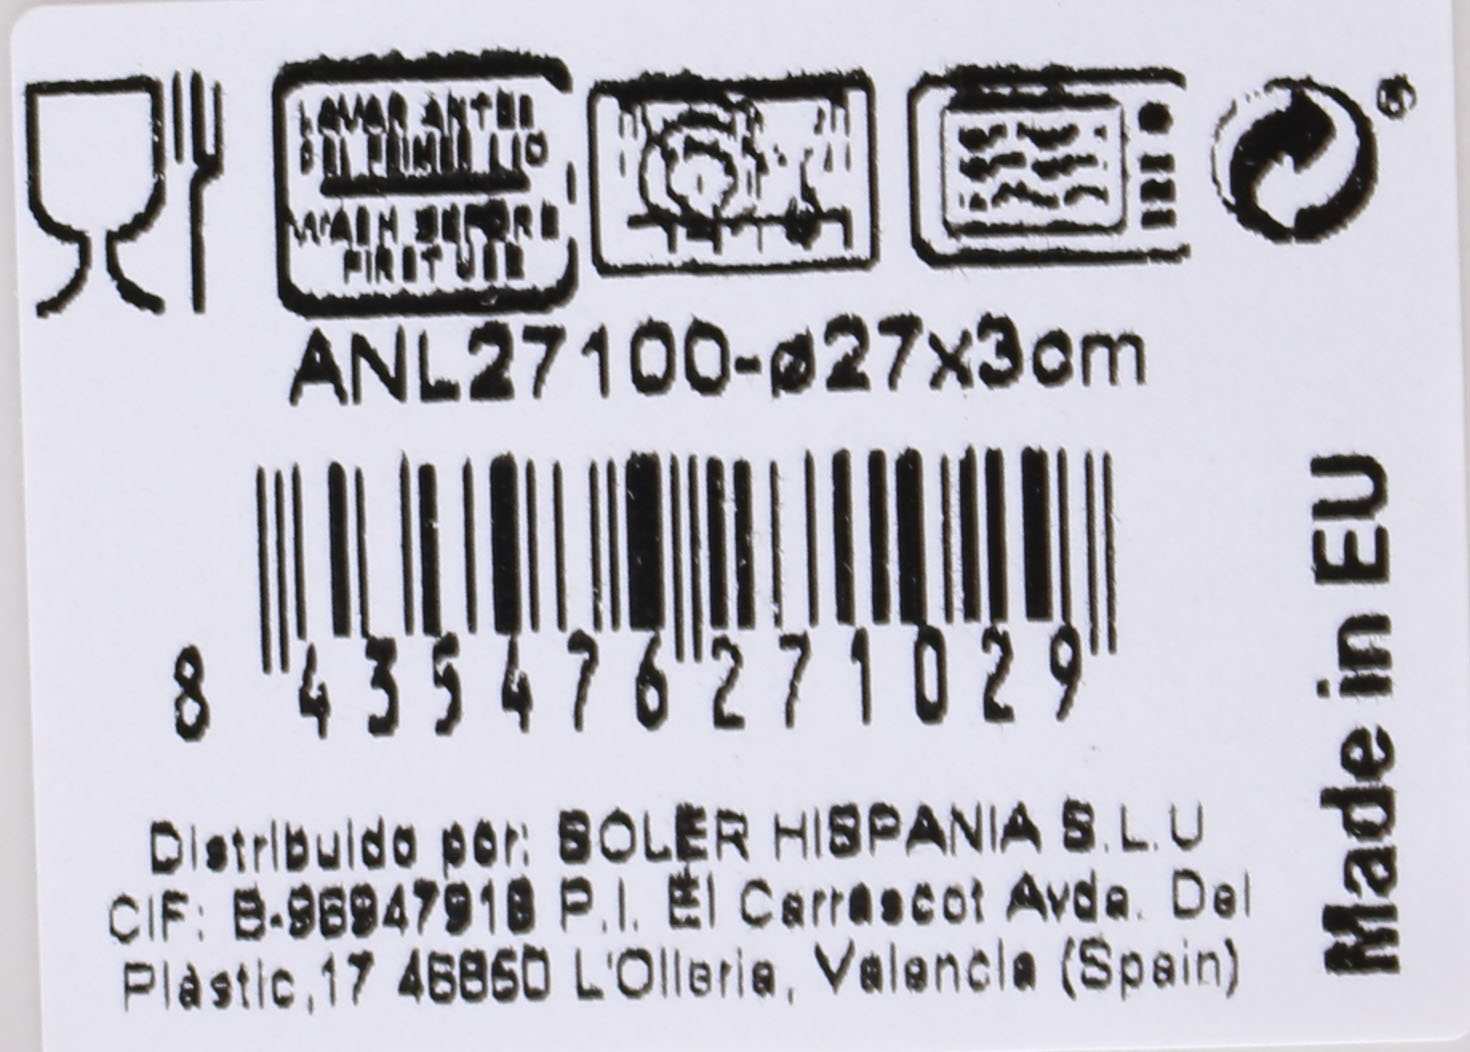 LAVAR ANTES
DEL PRIMER USO
WASH BEFORE
FIRST USE
®
ANL27100-ø27x3cm
8 435476 271029
Made in EU
Distribuido por: SOLER HISPANIA S.L.U
CIF: B-96947918 P.I. El Carrascot Avda. Del
Plàstic,17 46850 L'Olleria, Valencia (Spain)